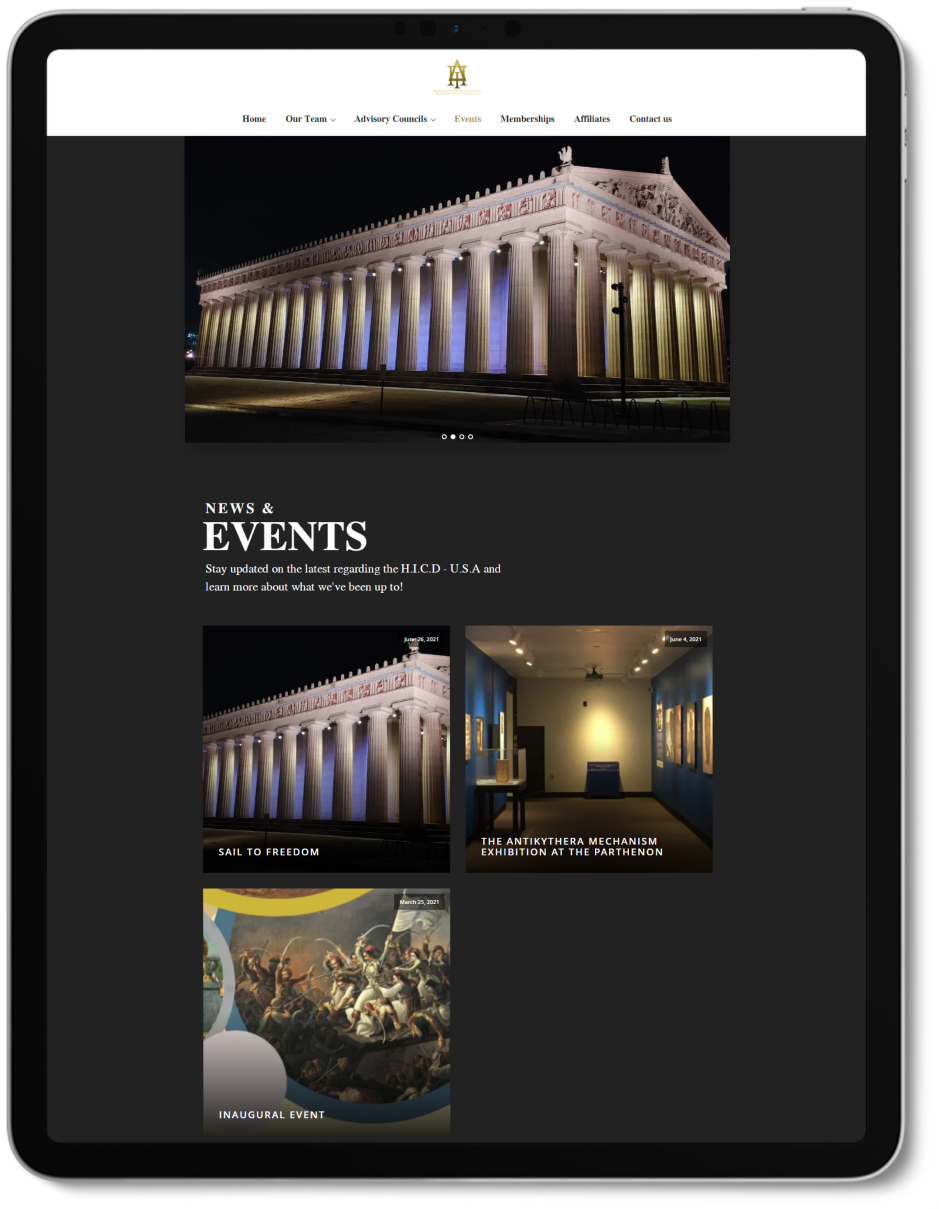 Home Our Team Advisory Councils Events Memberships Affiliates Contact us
NEWS &
EVENTS
Stay updated on the latest regarding the H.I.C.D - U.S.A and
learn more about what we've been up to!
June 26, 2021
SAIL TO FREEDOM
June 4, 2021
THE ANTIKYTHERA MECHANISM
EXHIBITION AT THE PARTHENON
March 25, 2021
INAUGURAL EVENT